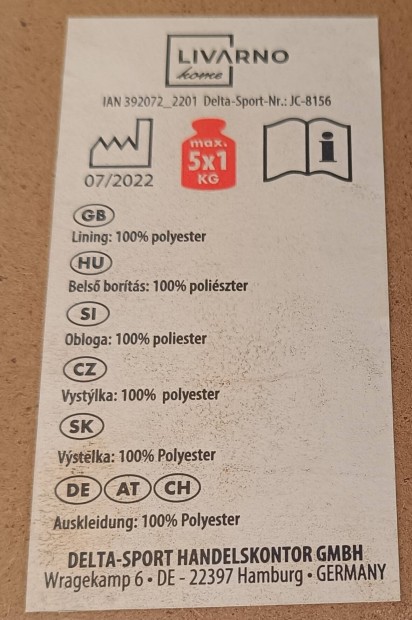 LIVARNO
home
IAN 392072_2201 Delta-Sport-Nr.: JC-8156
max.
5x1
KG
i
07/2022
GB
Lining: 100% polyester
HU
Belső borítás: 100% poliészter
SI
Obloga: 100% poliester
CZ
Vystýlka: 100% polyester
SK
Výstelka: 100% Polyester
DE AT CH
Auskleidung: 100% Polyester
DELTA-SPORT HANDELSKONTOR GMBH
Wragekamp 6 • DE - 22397 Hamburg • GERMANY